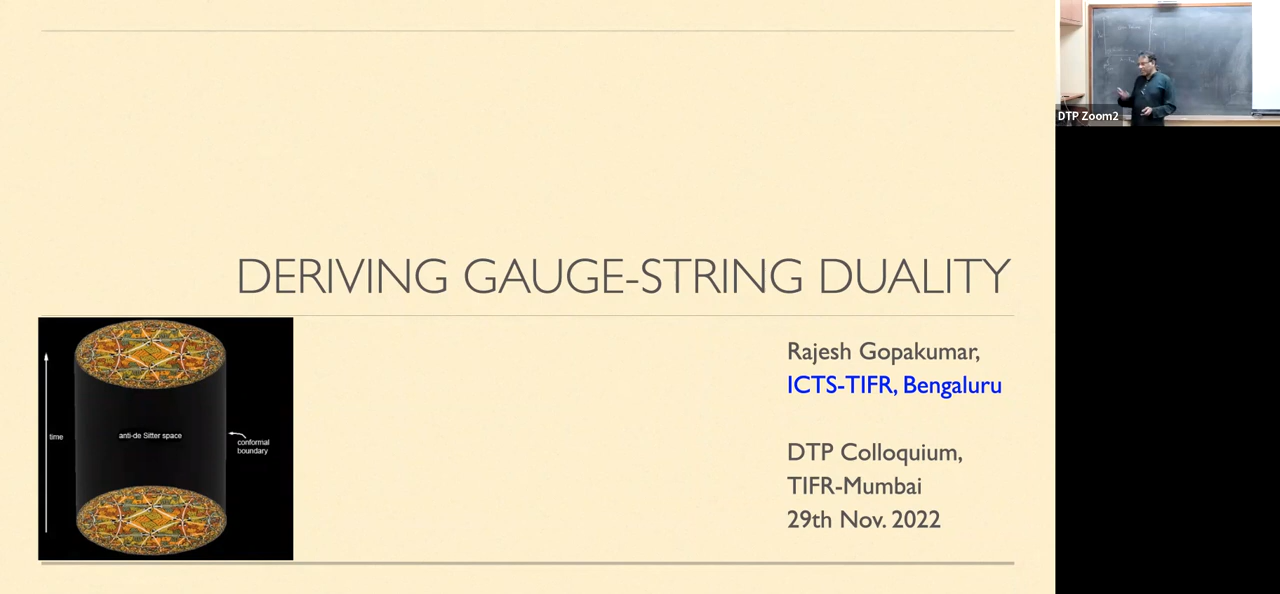 DERIVING GAUGE-STRING DUALITY
Rajesh Gopakumar,
ICTS-TIFR, Bengaluru
DTP Colloquium,
TIFR-Mumbai
29th Nov. 2022
time
anti-de Sitter space
conformal
boundary
DTP Zoom2